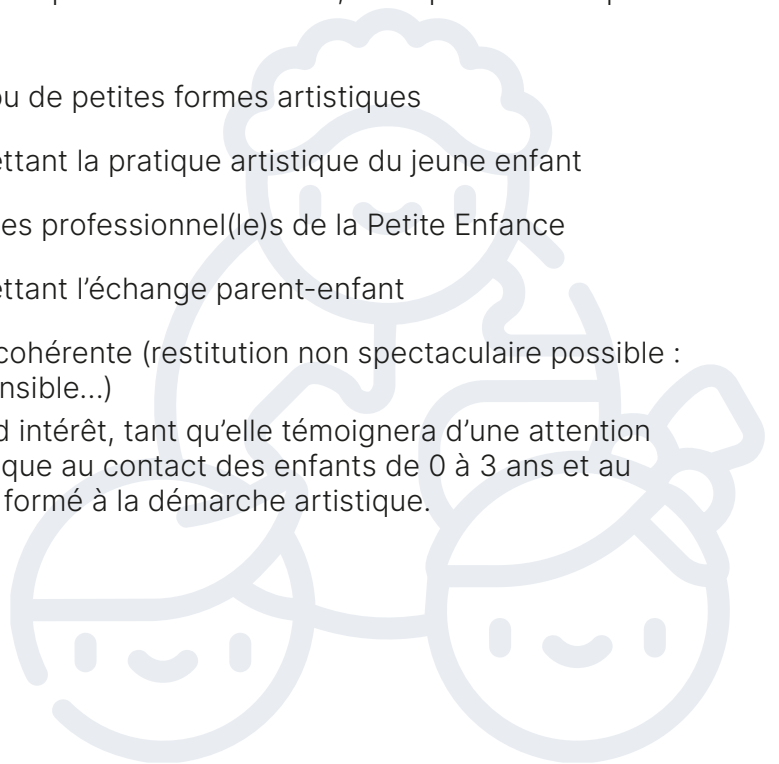 ou de petites formes artistiques
ettant la pratique artistique du jeune enfant
es professionnel(le)s de la Petite Enfance
ettant l’échange parent-enfant
cohérente (restitution non spectaculaire possible :
nsible...)
d intérêt, tant qu’elle témoignera d’une attention
que au contact des enfants de 0 à 3 ans et au
formé à la démarche artistique.